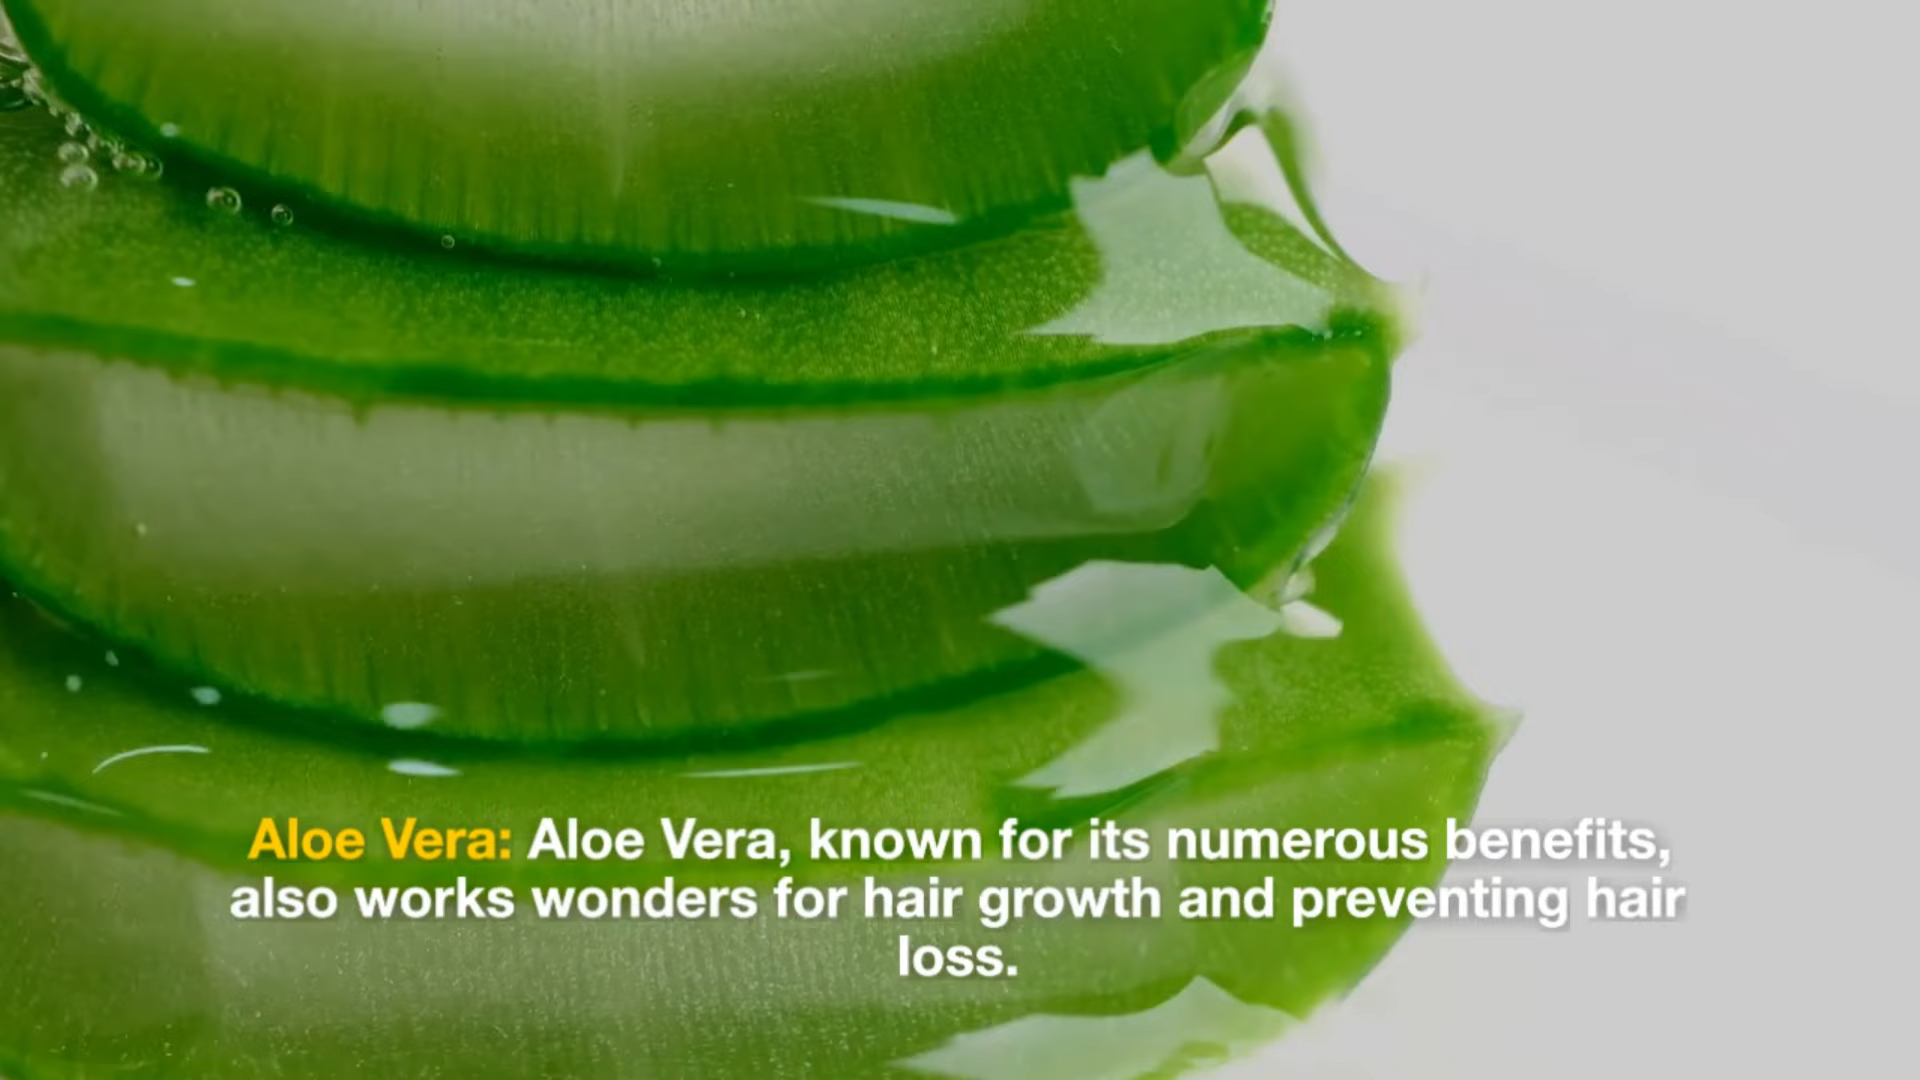 Aloe Vera: Aloe Vera, known for its numerous benefits,
also works wonders for hair growth and preventing hair
loss.